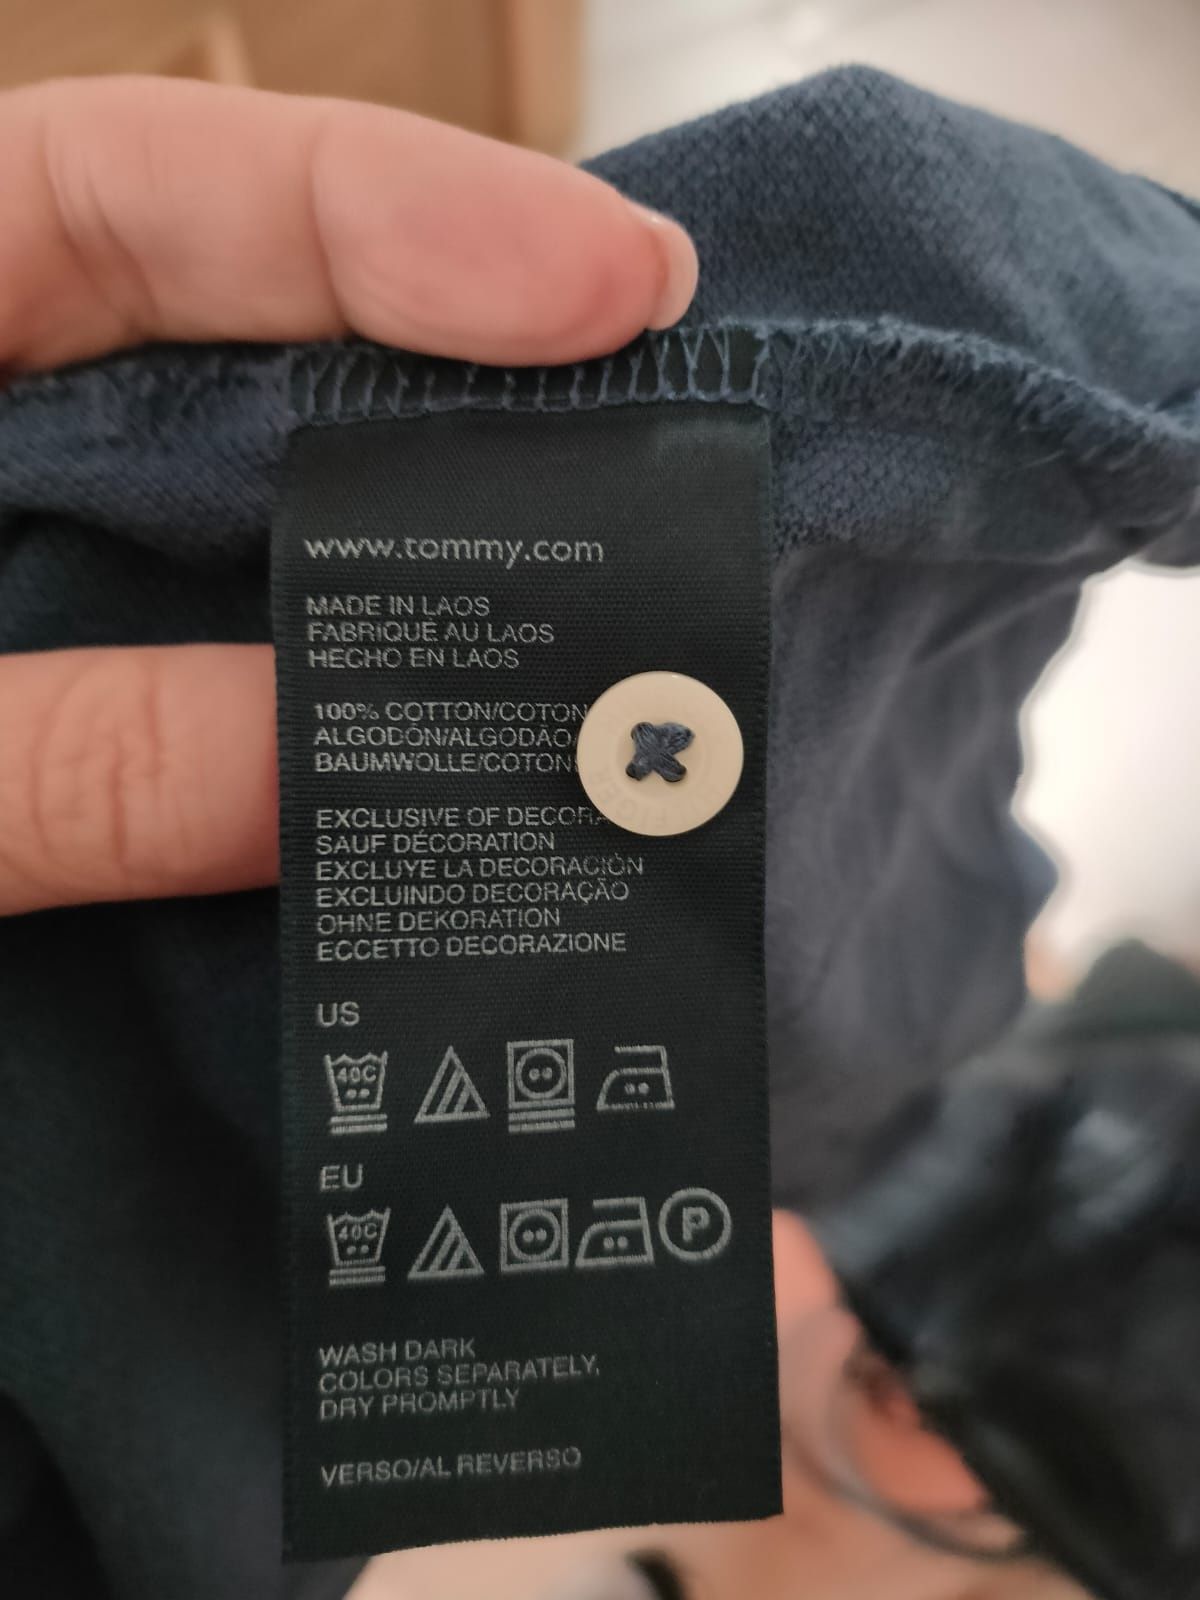 www.tommy.com
MADE IN LAOS
FABRIQUÉ AU LAOS
HECHO EN LAOS
100% COTTON/COTON
ALGODÓN/ALGODAO
BAUMWOLLE/COTON
EXCLUSIVE OF DECORA
SAUF DÉCORATION
EXCLUYE LA DECORACIÓN
EXCLUINDO DECORAÇÃO
OHNE DEKORATION
ECCETTO DECORAZIONE
US
40C
EU
40C
P
WASH DARK
COLORS SEPARATELY,
DRY PROMPTLY
VERSO/AL REVERSO